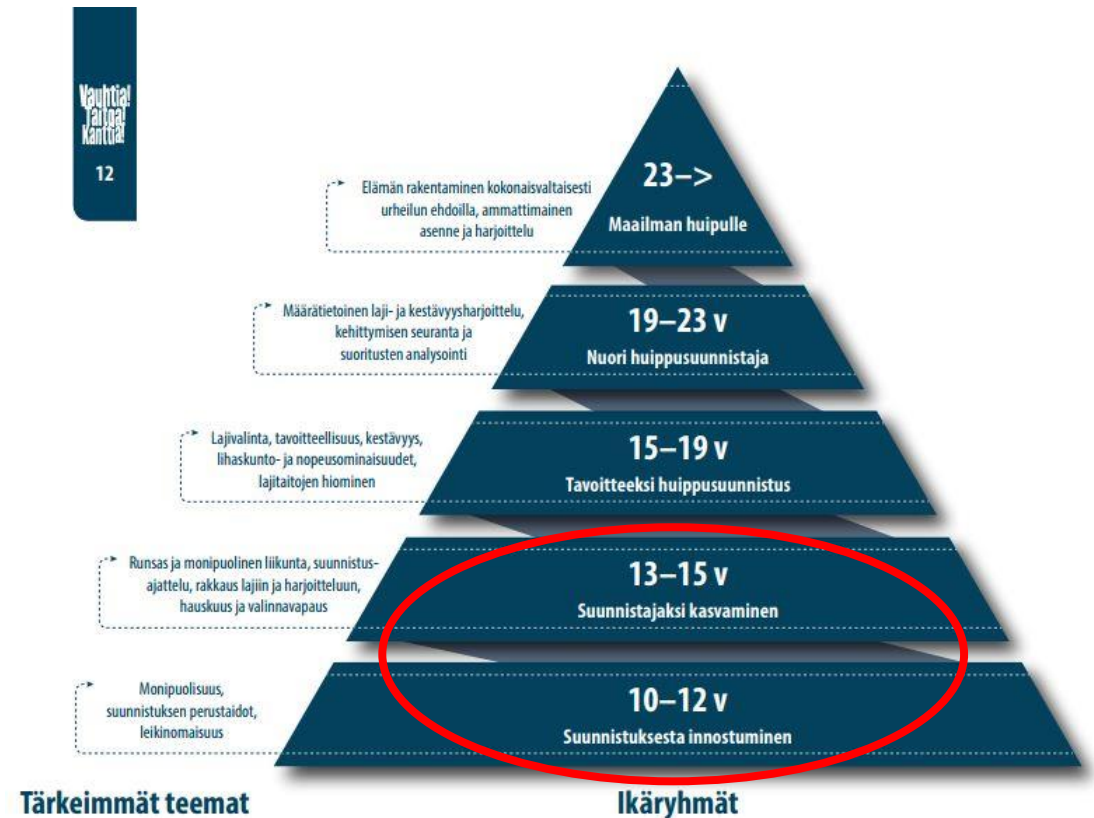 Vauhtia!
Taitoa!
Kanttia!
12
23–>
Maailman huipulle
Elämän rakentaminen kokonaisvaltaisesti
urheilun ehdoilla, ammattimainen
asenne ja harjoittelu
19–23 v
Nuori huippusuunnistaja
Määrätietoinen laji- ja kestävyysharjoittelu,
kehittymisen seuranta ja
suoritusten analysointi
15–19 v
Tavoitteeksi huippusuunnistus
Lajivalinta, tavoitteellisuus, kestävyys,
lihaskunto- ja nopeusominaisuudet,
lajitaitojen hiominen
13–15 v
Suunnistajaksi kasvaminen
Runsas ja monipuolinen liikunta, suunnistus-
ajattelu, rakkaus lajiin ja harjoitteluun,
hauskuus ja valinnavapaus
10–12 v
Suunnistuksesta innostuminen
Monipuolisuus,
suunnistuksen perustaidot,
leikinomaisuus
Tärkeimmät teemat
Ikäryhmät